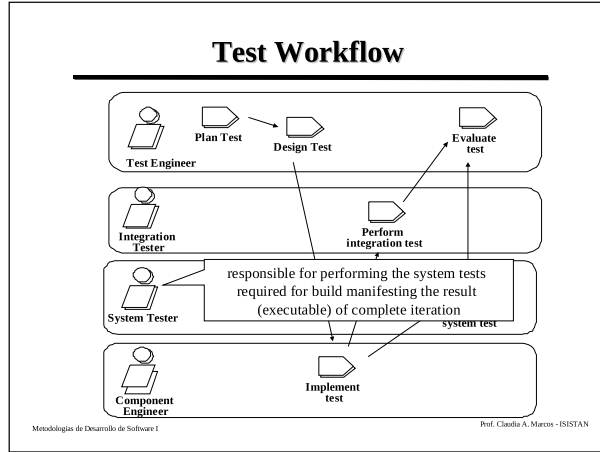 Test Workflow
Plan Test
Design Test
Evaluate
test
Test Engineer
Perform
integration test
Integration
Tester
responsible for performing the system tests
required for build manifesting the result
(executable) of complete iteration
System Tester
system test
Implement
test
Component
Engineer
Metodologias de Desarrollo de Software I
Prof. Claudia A. Marcos - ISISTAN